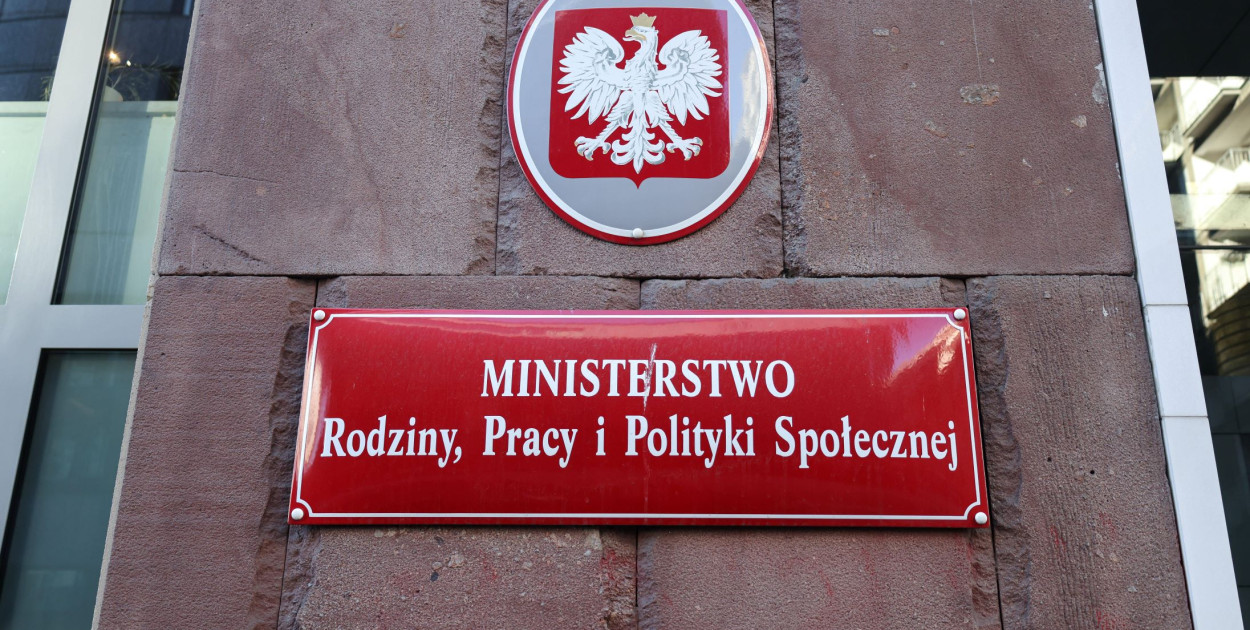 MINISTERSTWO
Rodziny, Pracy i Polityki Społecznej